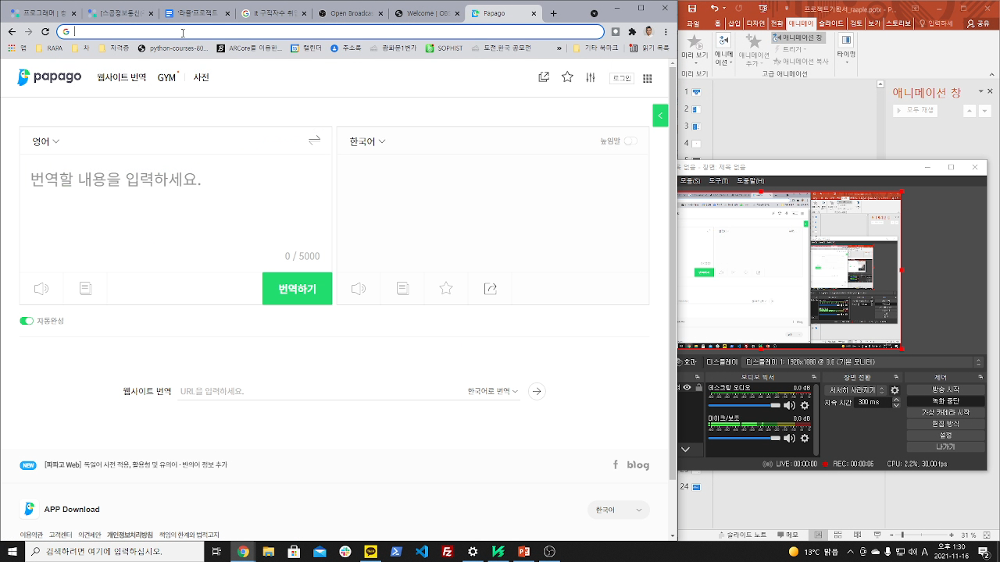 프로그래머
[스콥정보통신]
'라플'프로젝트
구직자 취
Open Broadcas
Welcome | OBS
Papago
프로젝트기획서_raaple.pptx - P...
파일
홈
삽입
디자인
전환
애니메이
슬라이드
검토
보기
스토리보
입력하세
공유
앱
KAPA
자격증
ARCore를 이용한...
캘린더
주소록
SOPHIST
도전.한국 공모전
»
기타 북마크
읽기 목록
미리 보기
애니메
이션
애니메이션
추가
애니메이션 창
트리거
애니메이션 복사
타이밍
미리 보기
고급 애니메이션
papago
웹사이트 번역
GYM
사진
로그인
애니메이션 창
모두 재생
1
2
3
4
영어
한국어
높임말
번역할 내용을 입력하세요.
0 / 5000
번역하기
자동완성
웹사이트 번역
URL을 입력하세요.
한국어로 번역
NEW
[파파고 Web] 독일어 사전 적용, 활용형 및 유의어 · 반의어 정보 추가
blog
APP Download
한국어
이용약관
고객센터
의견제안
개인정보처리방침
책임의 한계와 법적고지
없음 - 장면: 제목 없음
모음(S)
도구(T)
도움말(H)
효과
디스플레이
디스플레이 1: 1920x1080 @ 0,0 (기본 모니터)
오디오 믹서
장면 전환
제어
데스크탑 오디오
0.0 dB
마이크/보조
0.0 dB
서서히 사라지기
지속 시간
300 ms
방송 시작
녹화 중단
가상 카메라 시작
편집 방식
설정
나가기
LIVE: 00:00:00
REC: 00:00:06
CPU: 2.2%, 30.00 fps
24
슬라이드 노트
메모
31 %
검색하려면 여기에 입력하십시오.
13°C
맑음
A
오후 1:30
2021-11-16